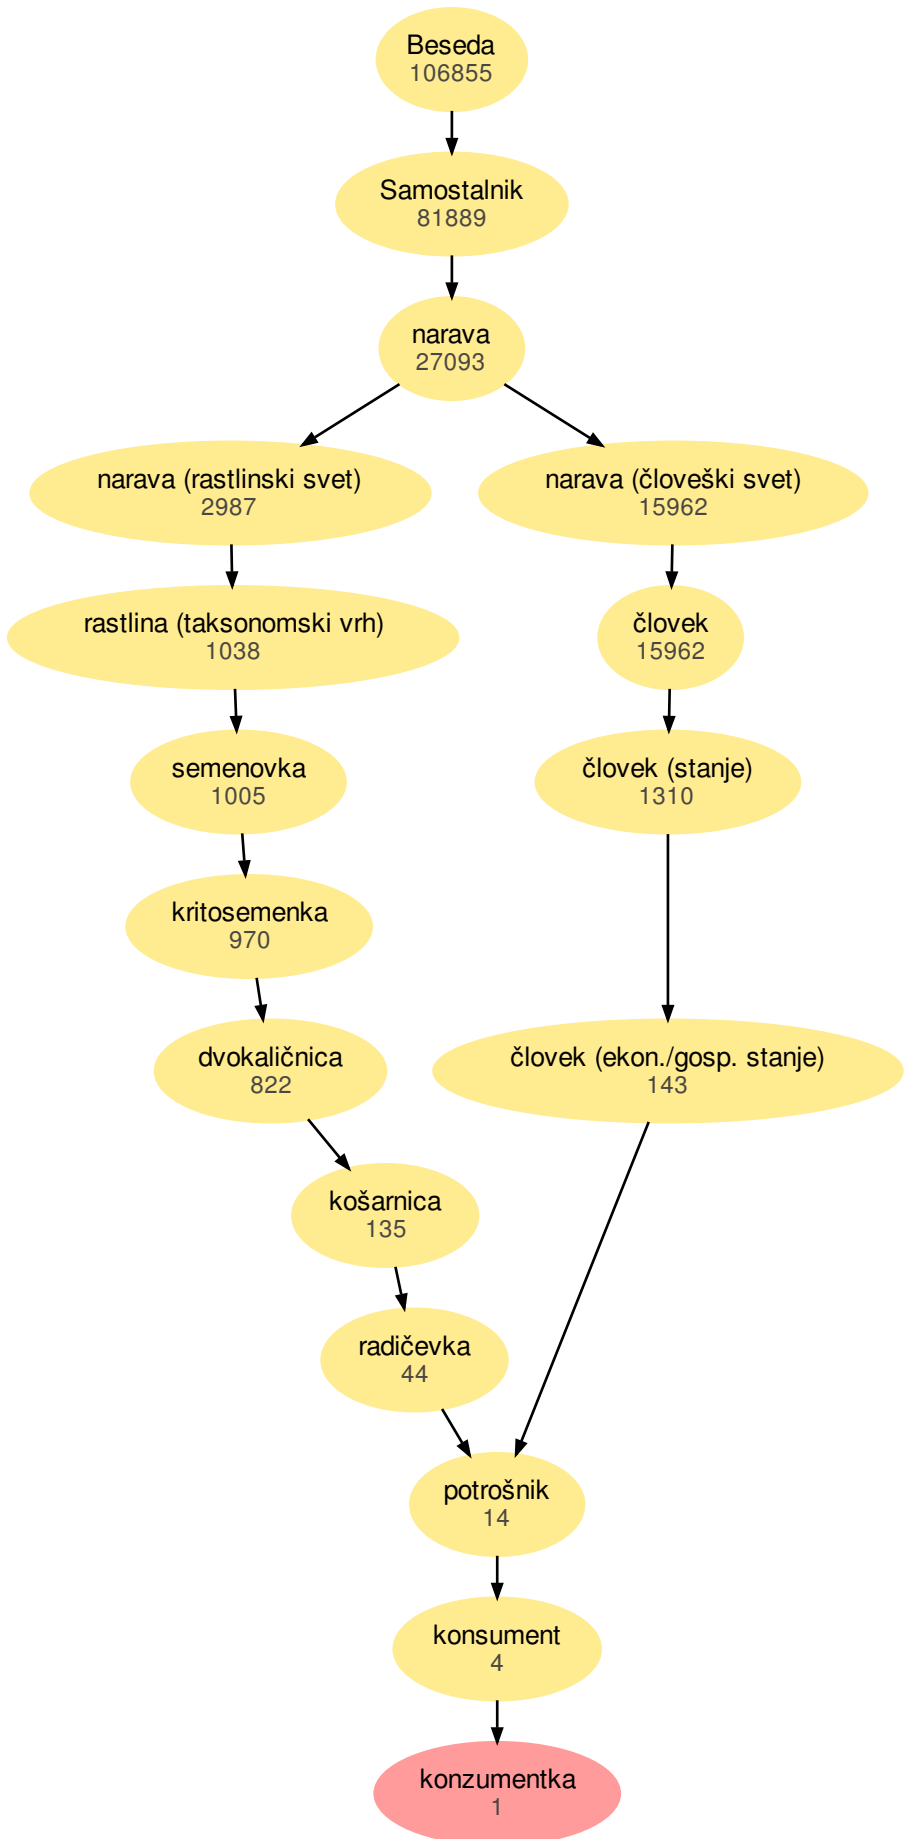 Beseda
106855
Samostalnik
81889
narava
27093
narava (rastlinski svet)
2987
narava (človeški svet)
15962
rastlina (taksonomski vrh)
1038
človek
15962
semenovka
1005
človek (stanje)
1310
kritosemenka
970
dvokaličnica
822
človek (ekon./gosp. stanje)
143
košarnica
135
radičevka
44
potrošnik
14
konsument
4
konzumentka
1